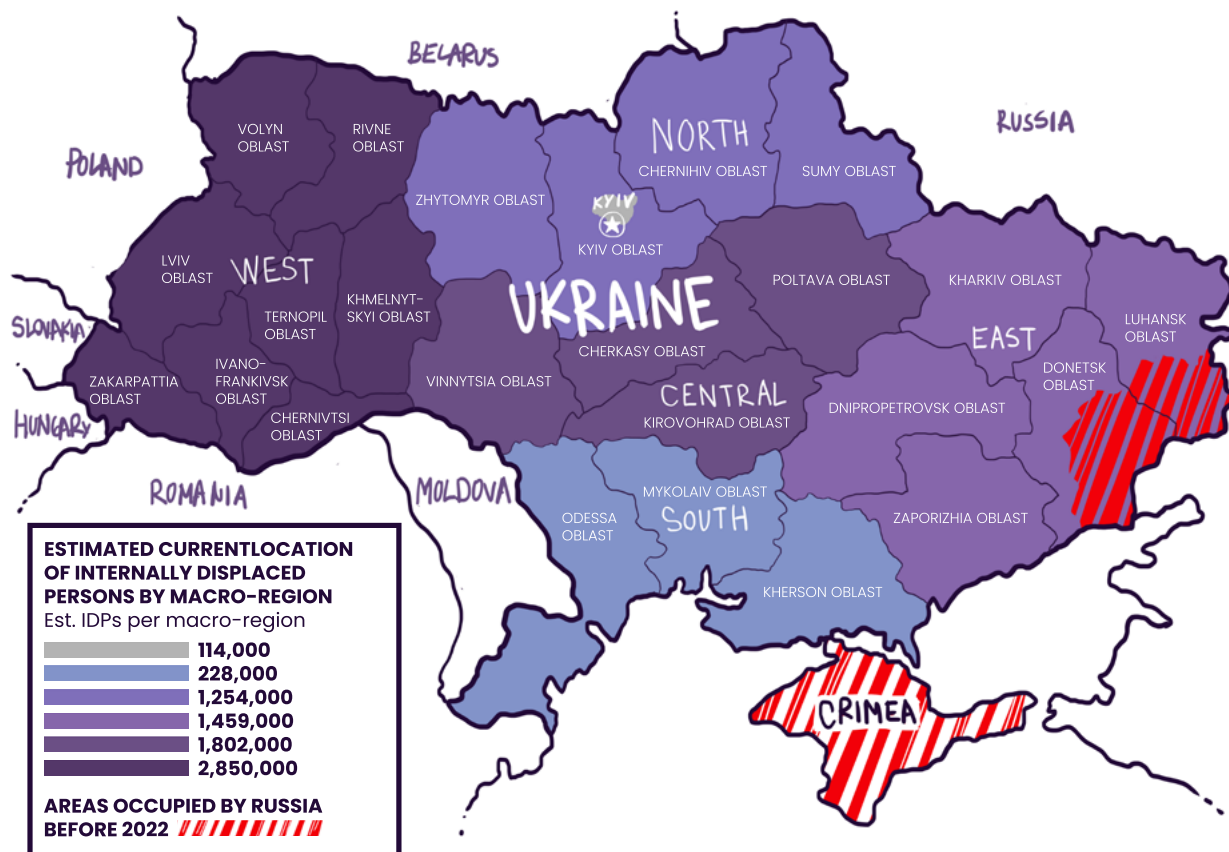 BELARUS
RUSSIA
POLAND
VOLYN
OBLAST
RIVNE
OBLAST
NORTH
CHERNIHIV OBLAST
SUMY OBLAST
ZHYTOMYR OBLAST
KYIV
KYIV OBLAST
LVIV
OBLAST
WEST
TERNOPIL
OBLAST
KHMELNYT-
SKYI OBLAST
UKRAINE
POLTAVA OBLAST
KHARKIV OBLAST
LUHANSK
OBLAST
EAST
SLOVAKIA
CHERKASY OBLAST
DONETSK
OBLAST
ZAKARPATTIA
OBLAST
IVANO-
FRANKIVSK
OBLAST
VINNYTSIA OBLAST
CENTRAL
KIROVOHRAD OBLAST
DNIPROPETROVSK OBLAST
HUNGARY
CHERNIVTSI
OBLAST
ROMANIA
MOLDOVA
MYKOLAIV OBLAST
SOUTH
ODESSA
OBLAST
ZAPORIZHIA OBLAST
KHERSON OBLAST
CRIMEA
ESTIMATED CURRENTLOCATION
OF INTERNALLY DISPLACED
PERSONS BY MACRO-REGION
Est. IDPs per macro-region
114,000
228,000
1,254,000
1,459,000
1,802,000
2,850,000
AREAS OCCUPIED BY RUSSIA
BEFORE 2022